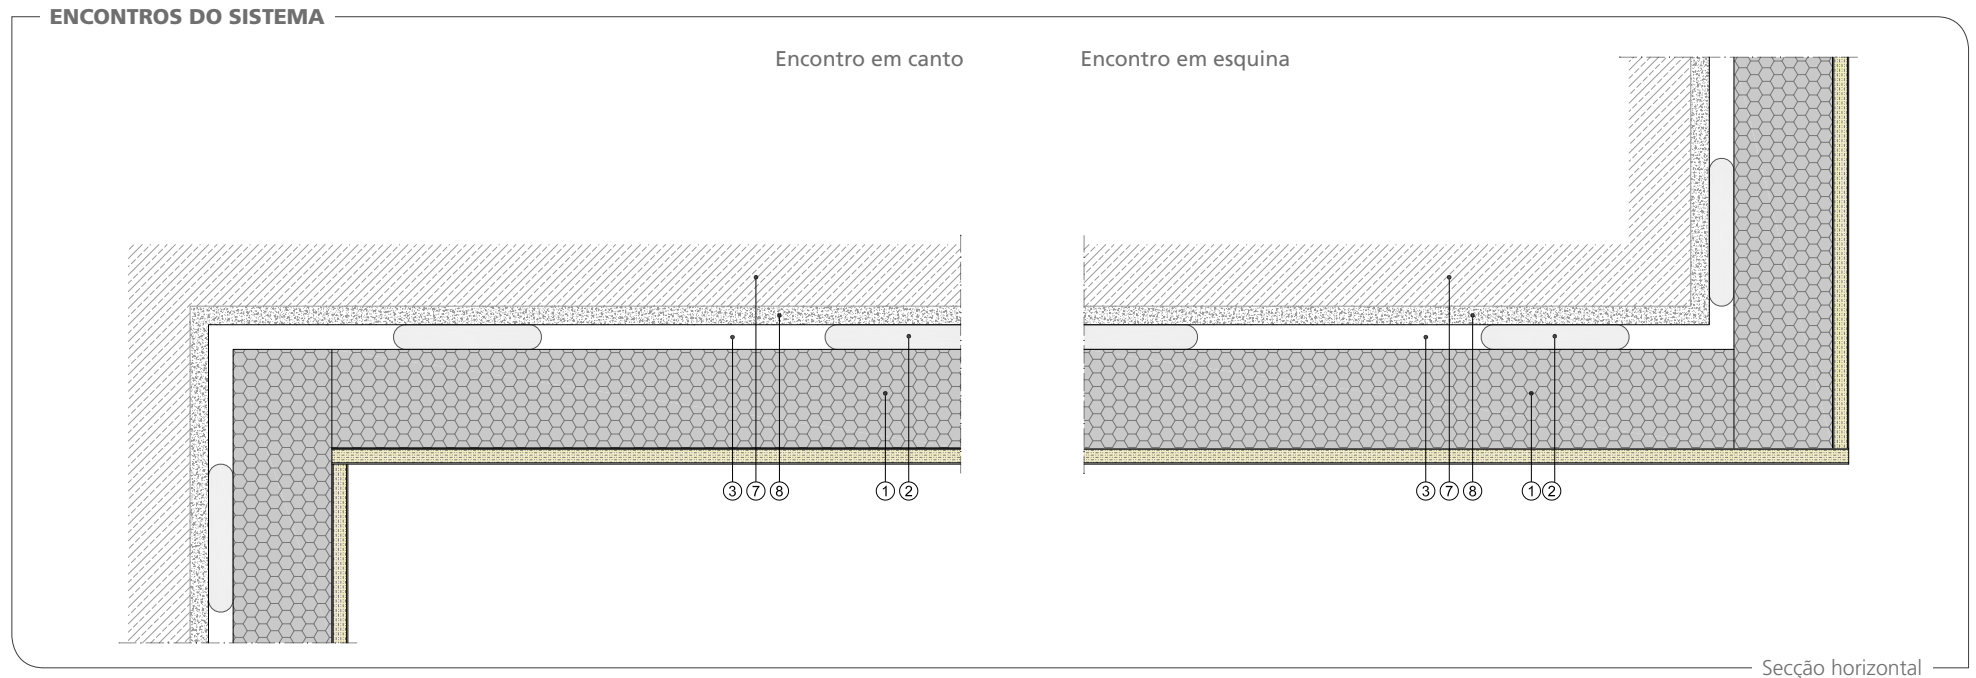 ENCONTROS DO SISTEMA
Encontro em canto
Encontro em esquina
3 7 8 1 2
3 7 8 1 2
Secção horizontal